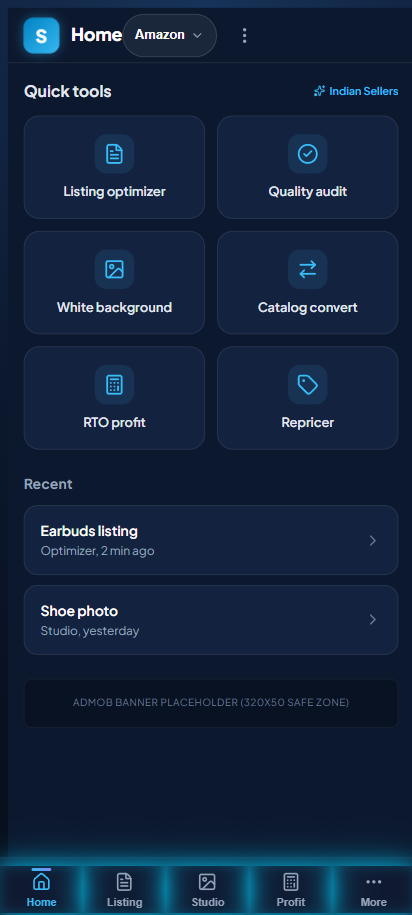 S Home Amazon
Quick tools Indian Sellers
Listing optimizer Quality audit
White background Catalog convert
RTO profit Repricer
Recent
Earbuds listing
Optimizer, 2 min ago
Shoe photo
Studio, yesterday
ADMOB BANNER PLACEHOLDER (320X50 SAFE ZONE)
Home Listing Studio Profit More